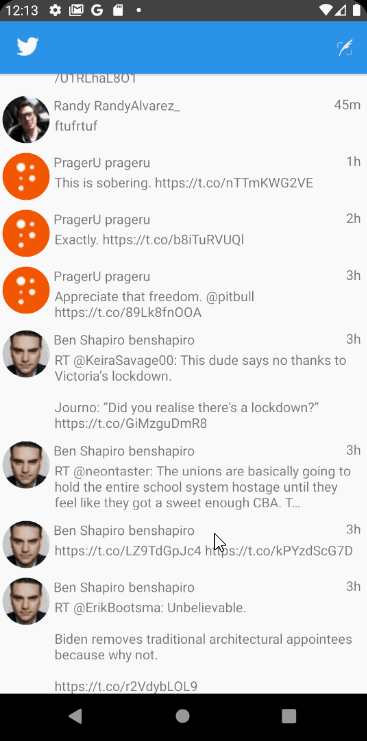 12:13
/U1RLhaL8O1
Randy RandyAlvarez_ 45m
ftufrtuf
PragerU prageru 1h
This is sobering. https://t.co/nTTmKWG2VE
PragerU prageru 2h
Exactly. https://t.co/b8iTuRVUQl
PragerU prageru 3h
Appreciate that freedom. @pitbull
https://t.co/89Lk8fnOOA
Ben Shapiro benshapiro 3h
RT @KeiraSavage00: This dude says no thanks to
Victoria’s lockdown.
Journo: “Did you realise there's a lockdown?”
https://t.co/GiMzguDmR8
Ben Shapiro benshapiro 3h
RT @neontaster: The unions are basically going to
hold the entire school system hostage until they
feel like they got a sweet enough CBA. T…
Ben Shapiro benshapiro 3h
https://t.co/LZ9TdGpJc4 https://t.co/kPYzdScG7D
Ben Shapiro benshapiro 3h
RT @ErikBootsma: Unbelievable.
Biden removes traditional architectural appointees
because why not.
https://t.co/r2VdybLOL9